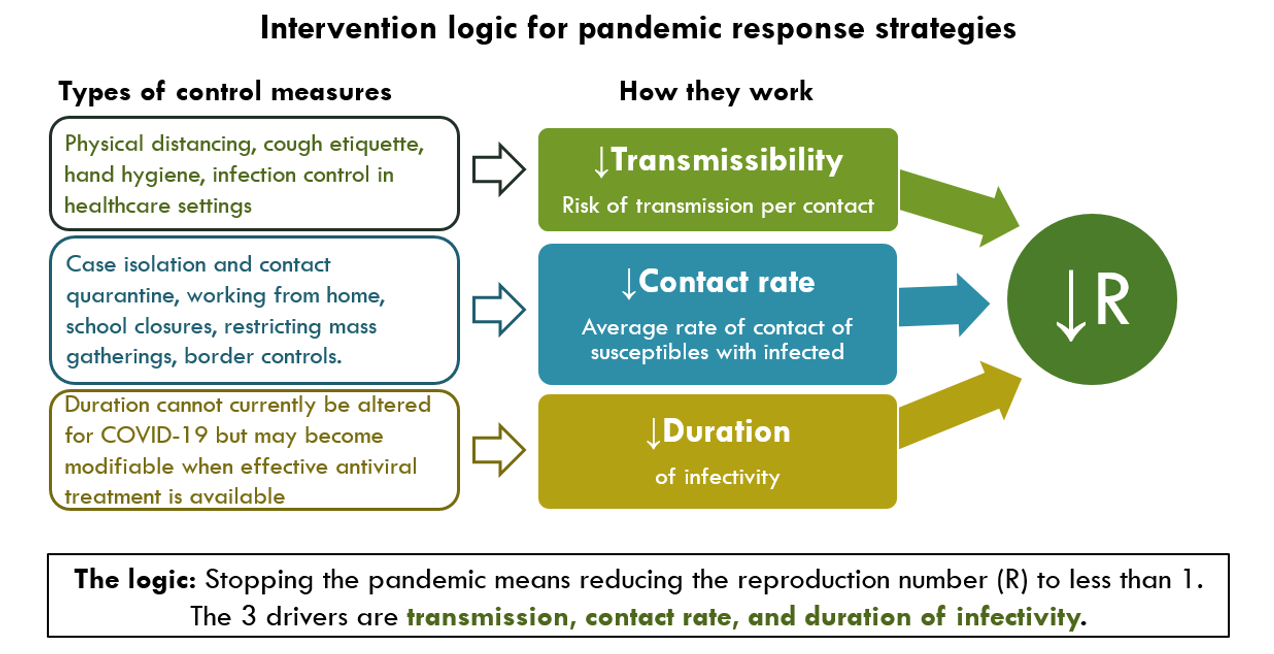 Intervention logic for pandemic response strategies
Types of control measures
How they work
Physical distancing, cough etiquette,
hand hygiene, infection control in
healthcare settings
↓Transmissibility
Risk of transmission per contact
Case isolation and contact
quarantine, working from home,
school closures, restricting mass
gatherings, border controls.
↓Contact rate
Average rate of contact of
susceptibles with infected
Duration cannot currently be altered
for COVID-19 but may become
modifiable when effective antiviral
treatment is available
↓Duration
of infectivity
↓R
The logic: Stopping the pandemic means reducing the reproduction number (R) to less than 1.
The 3 drivers are transmission, contact rate, and duration of infectivity.